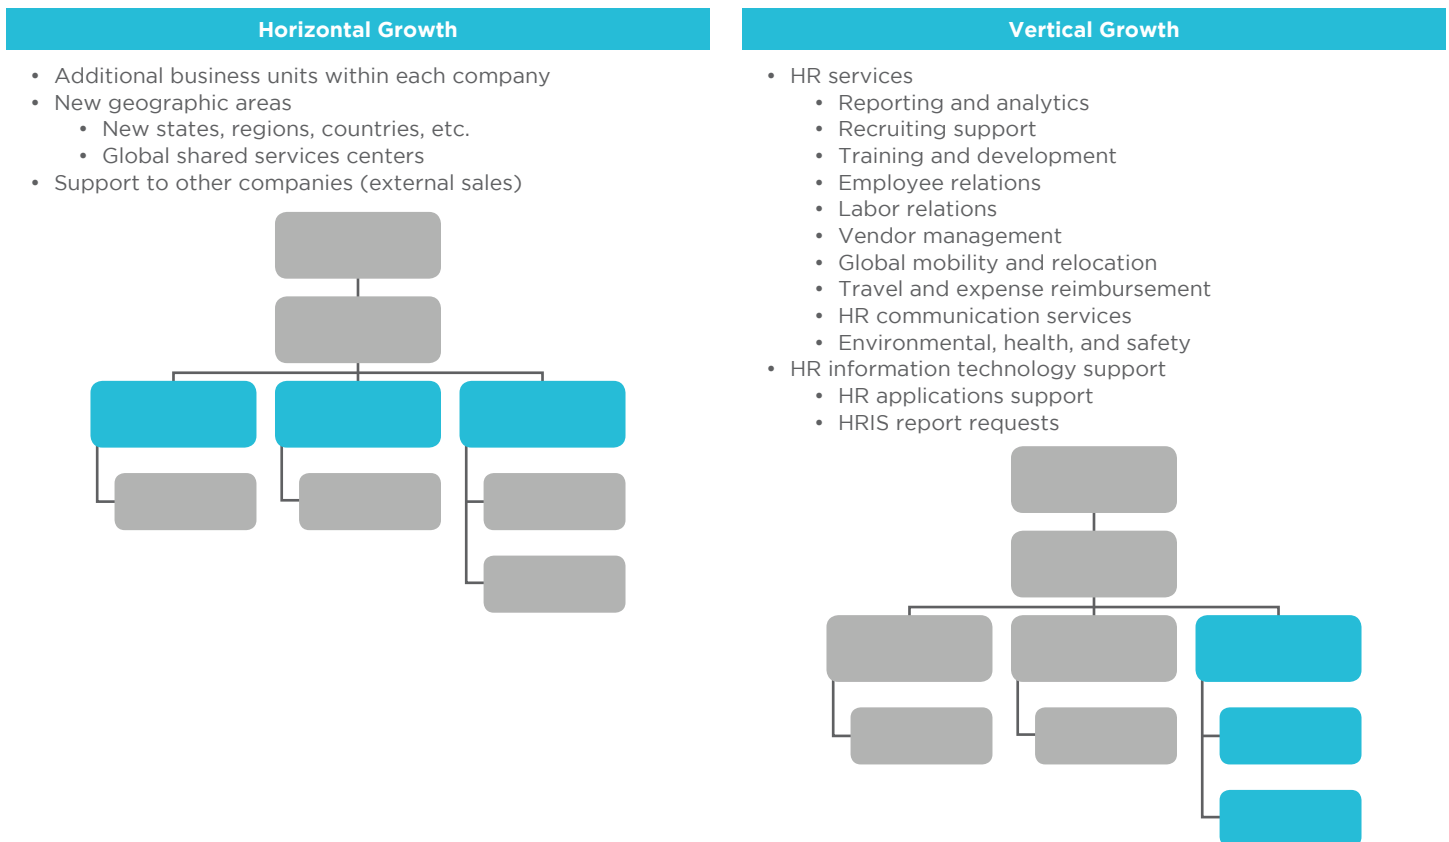 Horizontal Growth
• Additional business units within each company
• New geographic areas
• New states, regions, countries, etc.
• Global shared services centers
• Support to other companies (external sales)
Vertical Growth
• HR services
• Reporting and analytics
• Recruiting support
• Training and development
• Employee relations
• Labor relations
• Vendor management
• Global mobility and relocation
• Travel and expense reimbursement
• HR communication services
• Environmental, health, and safety
• HR information technology support
• HR applications support
• HRIS report requests